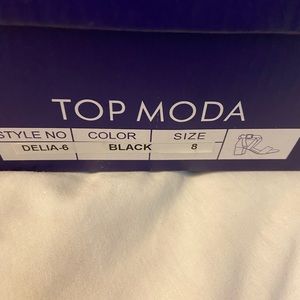 TOP MODA
STYLE NO COLOR SIZE
DELIA-6 BLACK 8